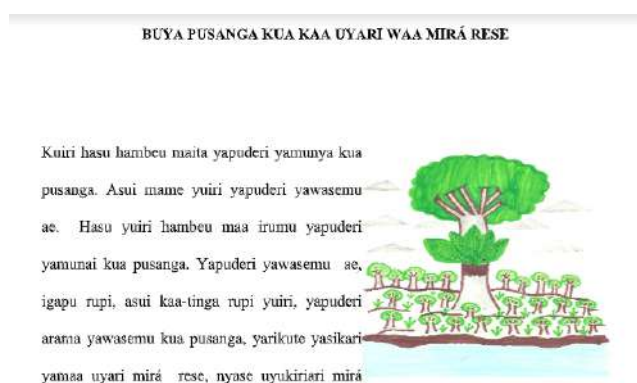 BUYA PUSANGA KUA KAA UYARI WAA MIRÁ RESE
Kuiri hasu hambeu maita yapuderi yamunya kua
pusanga. Asui mame yuiri yapuderi yawasemu
ae. Hasu yuiri hambeu maa irumu yapuderi
yamunai kua pusanga. Yapuderi yawasemu ae,
igapu rupi, asui kaa-tinga rupi yuiri, yapuderi
arama yawasemu kua pusanga, yarikute yasikari
yamaa uyari mirá rese, nyase uyukiriari mirá